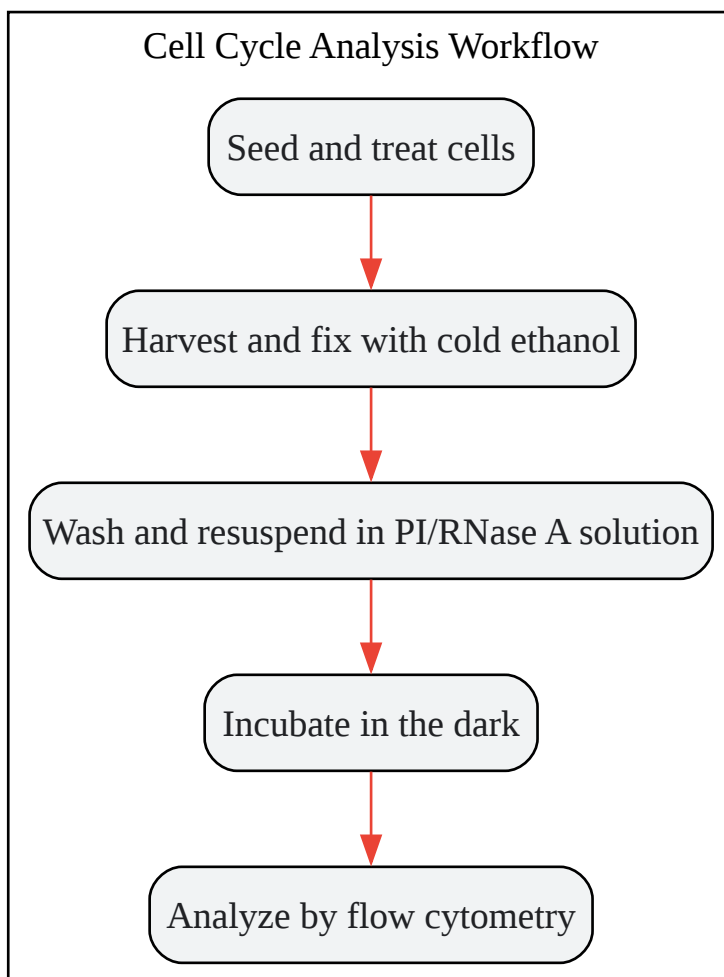 Cell Cycle Analysis Workflow
Seed and treat cells
Harvest and fix with cold ethanol
Wash and resuspend in PI/RNase A solution
Incubate in the dark
Analyze by flow cytometry